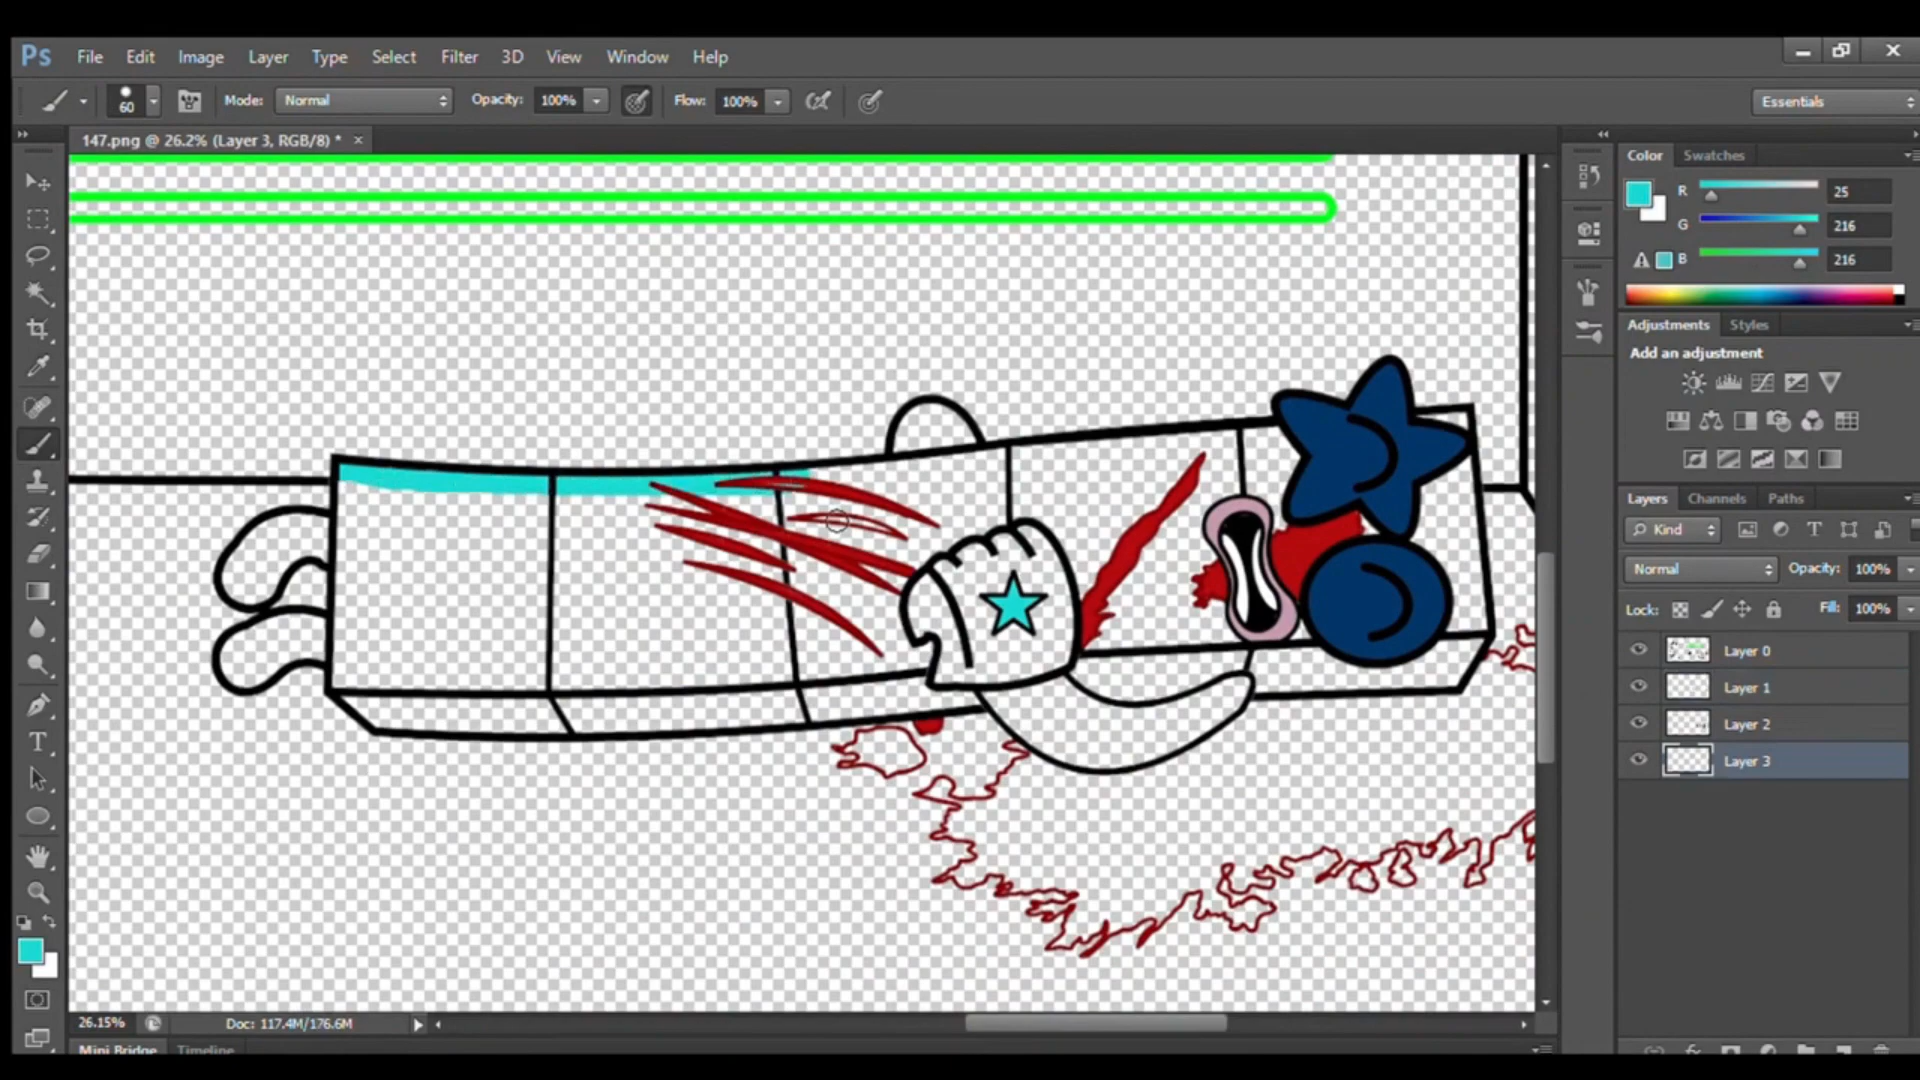 Ps File Edit Image Layer Type Select Filter 3D View Window Help
60 Mode: Normal Opacity: 100% Flow: 100% Essentials
147.png @ 26.2% (Layer 3, RGB/8) * ×
Color Swatches
R 25
G 216
B 216
Adjustments Styles
Add an adjustment
Layers Channels Paths
Kind T
Normal Opacity: 100%
Lock: Fill: 100%
Layer 0
Layer 1
Layer 2
Layer 3
T
26.15% Doc: 117.4M/176.6M
Mini Bridge Timeline
fx